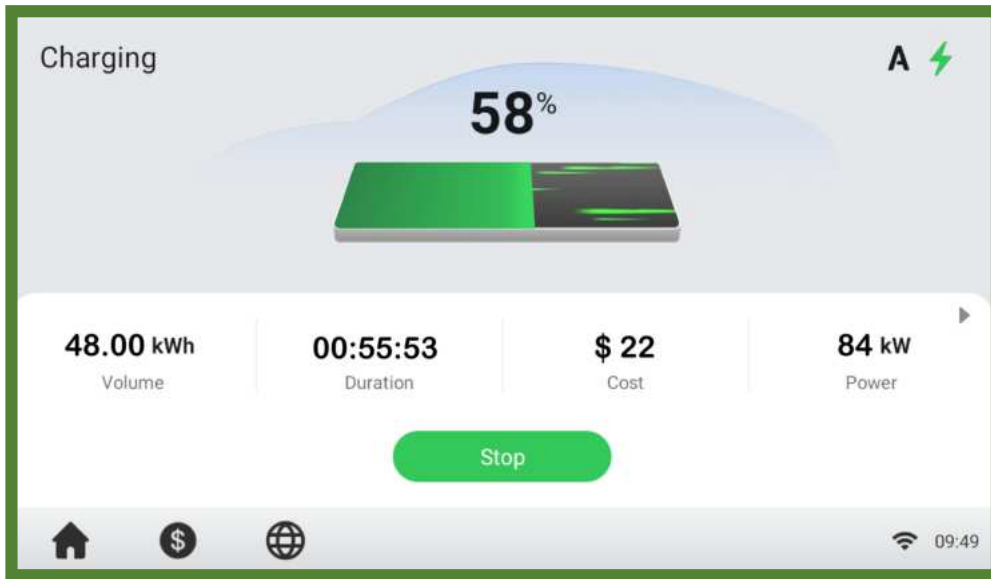 Charging
A
58%
48.00 kWh
Volume
00:55:53
Duration
$ 22
Cost
84 kW
Power
Stop
$
09:49